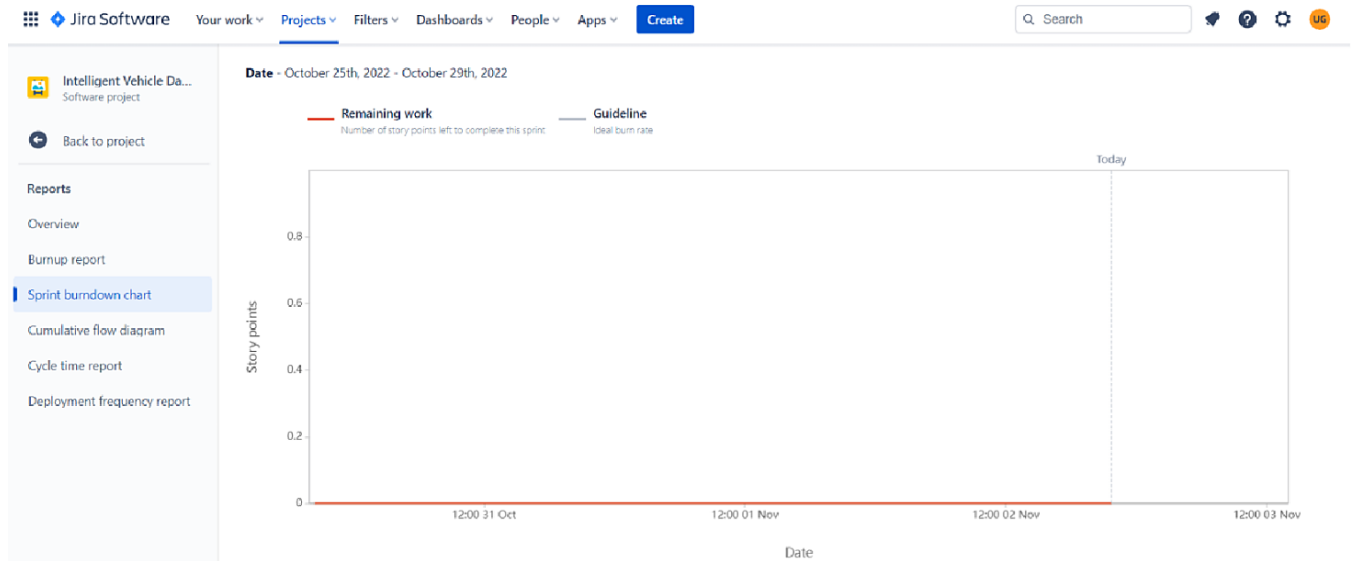 Jira Software Your work Projects Filters Dashboards People Apps Create Search UG
Intelligent Vehicle Da...
Software project
Back to project
Reports
Overview
Burnup report
Sprint burndown chart
Cumulative flow diagram
Cycle time report
Deployment frequency report
Date - October 25th, 2022 - October 29th, 2022
Remaining work Guideline
Number of story points left to complete this sprint Ideal burn rate
Today
0.8
0.6
0.4
0.2
0
Story points
12:00 31 Oct 12:00 01 Nov 12:00 02 Nov 12:00 03 Nov
Date